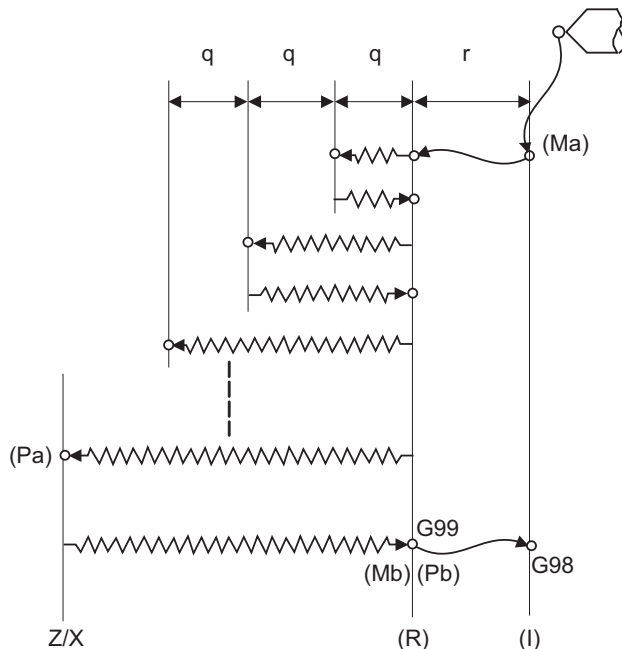 q q q r
(Ma)
(Pa)
G99
(Mb) (Pb)
G98
Z/X (R) (I)